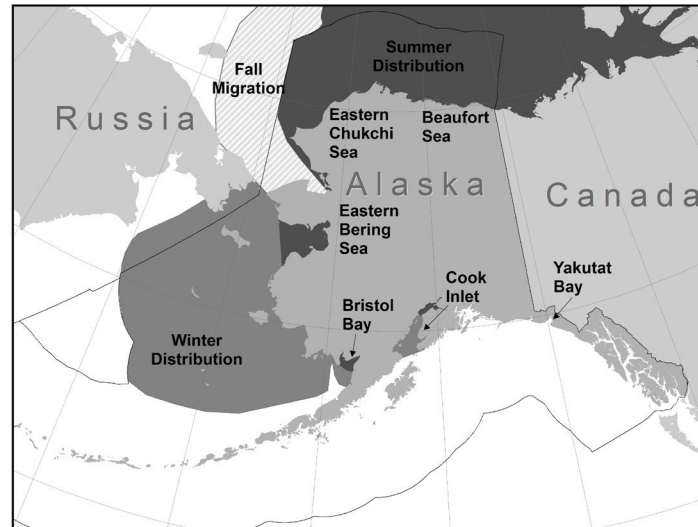 Summer
Distribution
Fall
Migration
Russia
Eastern
Chukchi
Sea
Beaufort
Sea
Alaska
Canada
Eastern
Bering
Sea
Cook
Inlet
Yakutat
Bay
Bristol
Bay
Winter
Distribution